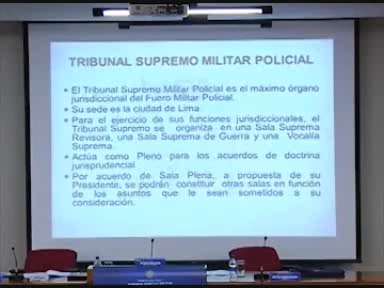 TRIBUNAL SUPREMO MILITAR POLICIAL
• El Tribunal Supremo Militar Policial es el máximo órgano
jurisdiccional del Fuero Militar Policial.
• Su sede es la ciudad de Lima.
• Para el ejercicio de sus funciones jurisdiccionales, el
Tribunal Supremo se organiza en una Sala Suprema
Revisora, una Sala Suprema de Guerra y una Vocalía
Suprema.
• Actúa como Pleno para los acuerdos de doctrina
jurisprudencial.
• Por acuerdo de Sala Plena, a propuesta de su
Presidente, se podrán constituir otras salas en función
de los asuntos que le sean sometidos a su
consideración.